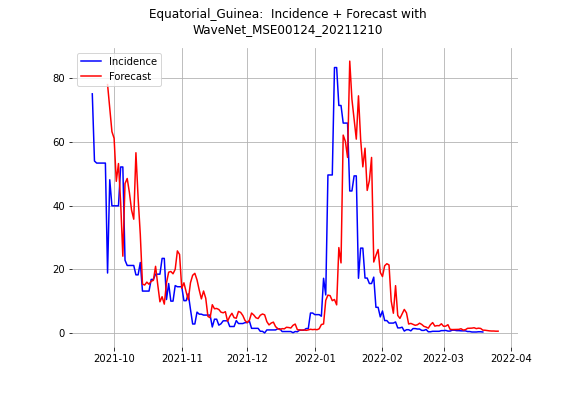 Equatorial_Guinea:  Incidence + Forecast with
WaveNet_MSE00124_20211210
Incidence
Forecast
80
60
40
20
0
2021-10 2021-11 2021-12 2022-01 2022-02 2022-03 2022-04